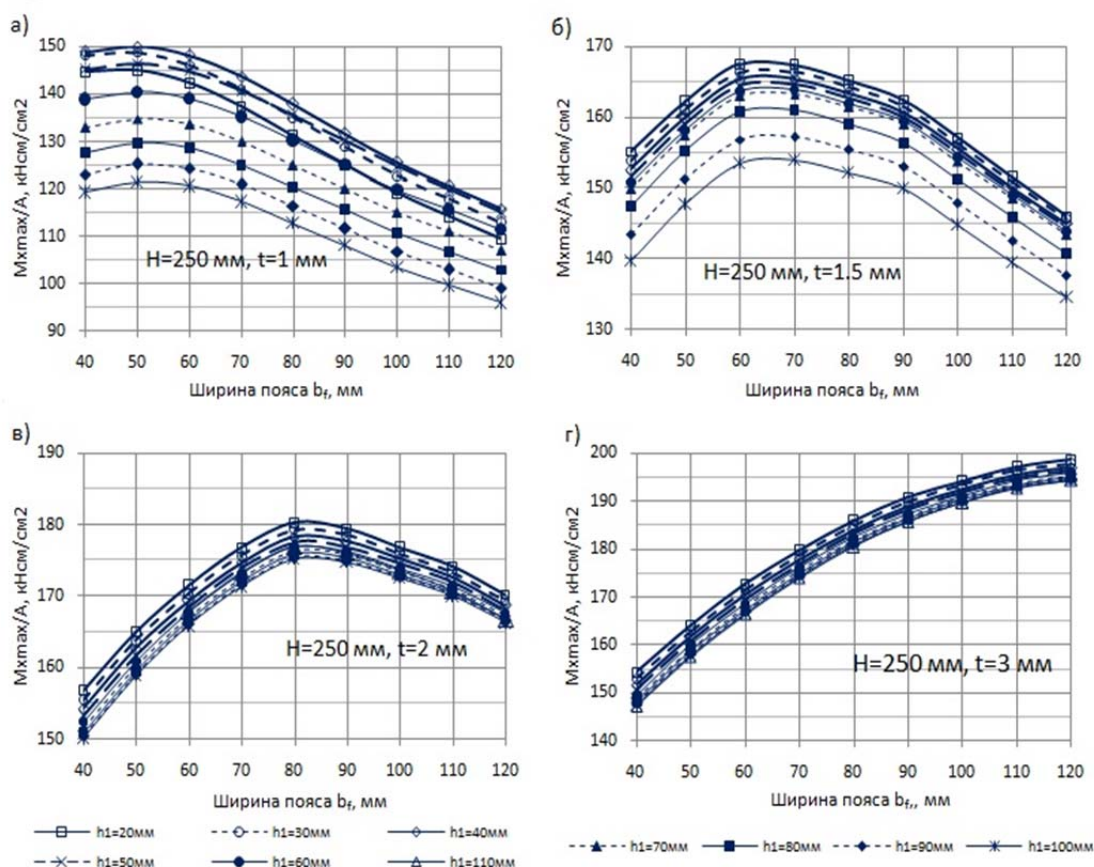 а)
Mxmax/A, кНсм/см2
150
140
130
120
110
100
90
H=250 мм, t=1 мм
40 50 60 70 80 90 100 110 120
Ширина пояса bf, мм
б)
Mxmax/A, кНсм/см2
170
160
150
140
130
H=250 мм, t=1.5 мм
40 50 60 70 80 90 100 110 120
Ширина пояса bf, мм
в)
Mxmax/A, кНсм/см2
190
180
170
160
150
H=250 мм, t=2 мм
40 50 60 70 80 90 100 110 120
Ширина пояса bf, мм
г)
Mxmax/A, кНсм/см2
200
190
180
170
160
150
140
H=250 мм, t=3 мм
40 50 60 70 80 90 100 110 120
Ширина пояса bf,, мм
h1=20мм h1=30мм h1=40мм
h1=50мм h1=60мм h1=110мм
h1=70мм h1=80мм h1=90мм h1=100мм